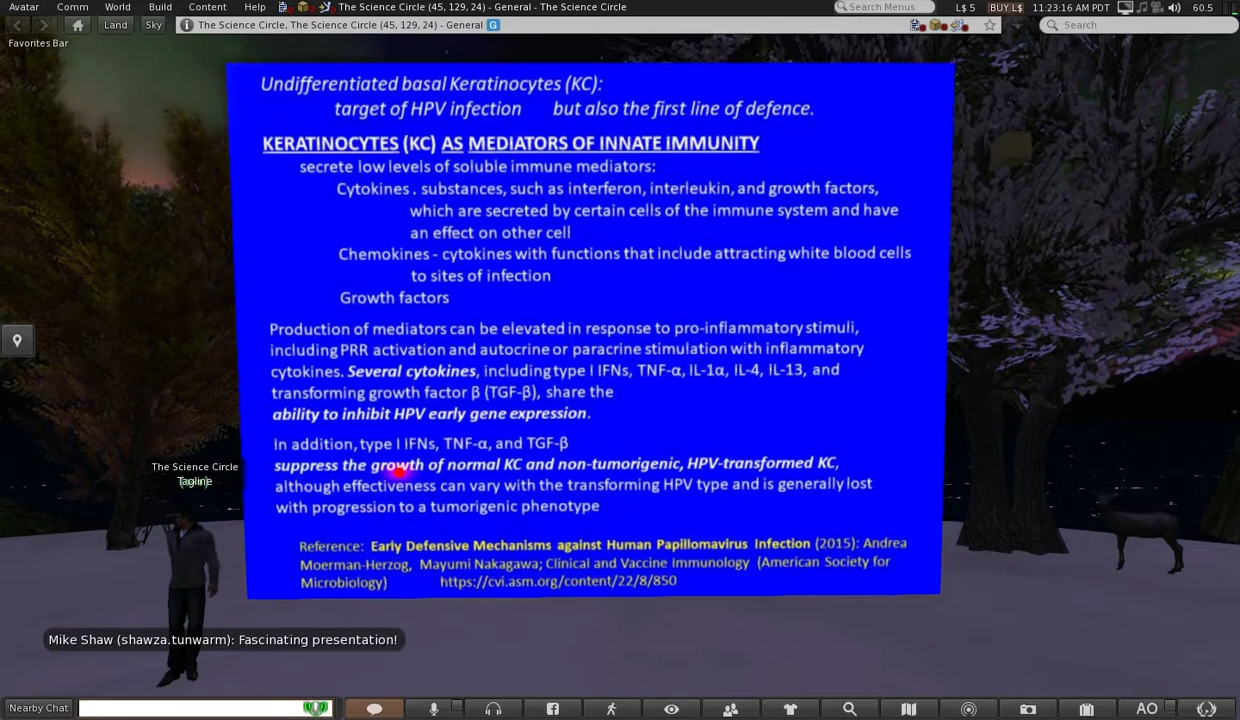 Avatar Comm World Build Content Help The Science Circle, The Science Circle (45, 129, 24) - General - The Science Circle Search Menus L$ 5 BUY L$ 11:23:16 AM PDT 60.5
Land Sky The Science Circle, The Science Circle (45, 129, 24) - General G Search
Favorites Bar
Undifferentiated basal Keratinocytes (KC):
target of HPV infection but also the first line of defence.
KERATINOCYTES (KC) AS MEDIATORS OF INNATE IMMUNITY
secrete low levels of soluble immune mediators:
Cytokines . substances, such as interferon, interleukin, and growth factors,
which are secreted by certain cells of the immune system and have
an effect on other cell
Chemokines - cytokines with functions that include attracting white blood cells
to sites of infection
Growth factors
Production of mediators can be elevated in response to pro-inflammatory stimuli,
including PRR activation and autocrine or paracrine stimulation with inflammatory
cytokines. Several cytokines, including type I IFNs, TNF-α, IL-1α, IL-4, IL-13, and
transforming growth factor β (TGF-β), share the
ability to inhibit HPV early gene expression.
In addition, type I IFNs, TNF-α, and TGF-β
suppress the growth of normal KC and non-tumorigenic, HPV-transformed KC,
although effectiveness can vary with the transforming HPV type and is generally lost
with progression to a tumorigenic phenotype
Reference: Early Defensive Mechanisms against Human Papillomavirus Infection (2015): Andrea
Moerman-Herzog, Mayumi Nakagawa; Clinical and Vaccine Immunology (American Society for
Microbiology) https://cvi.asm.org/content/22/8/850
The Science Circle
Mike Shaw (shawza.tunwarm): Fascinating presentation!
Nearby Chat AO